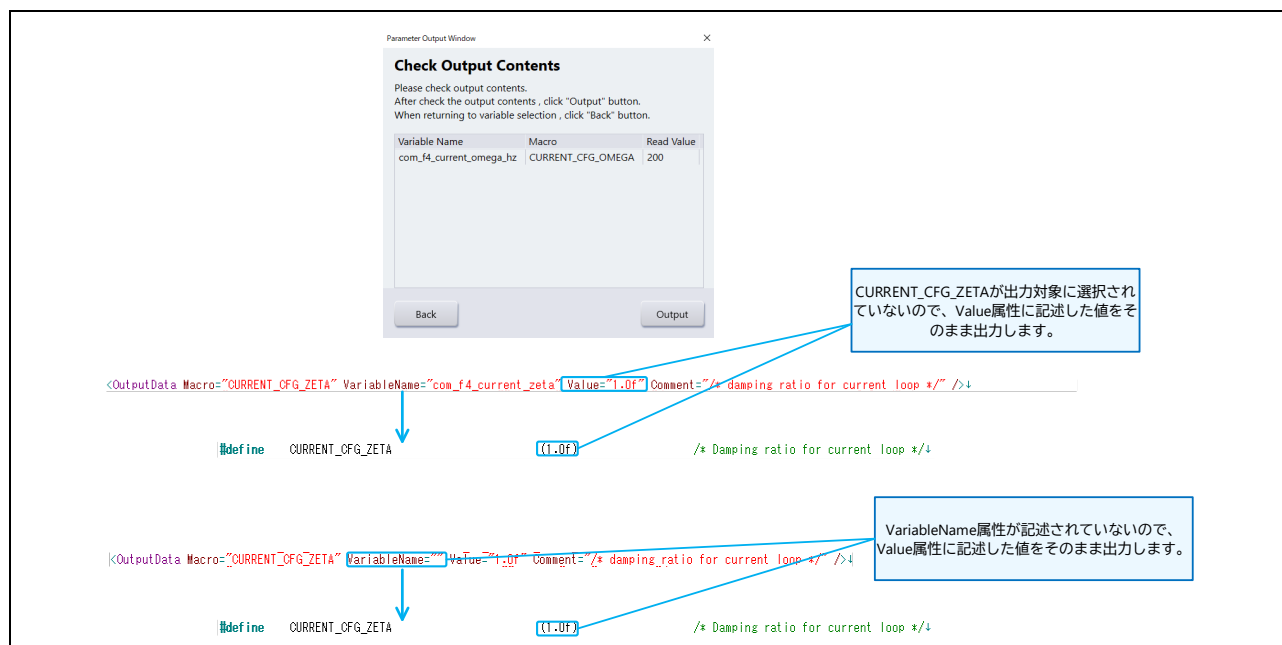 Parameter Output Window
Check Output Contents
Please check output contents.
After check the output contents , click "Output" button.
When returning to variable selection , click "Back" button.
Variable Name Macro Read Value
com_f4_current_omega_hz CURRENT_CFG_OMEGA 200
Back Output
CURRENT_CFG_ZETAが出力対象に選択され
ていないので、Value属性に記述した値をそ
のまま出力します。
<OutputData Macro="CURRENT_CFG_ZETA" VariableName="com_f4_current_zeta" Value="1.0f" Comment="/* damping ratio for current loop */" />↓
#define CURRENT_CFG_ZETA (1.0f) /* Damping ratio for current loop */↓
VariableName属性が記述されていないので、
Value属性に記述した値をそのまま出力します。
<OutputData Macro="CURRENT_CFG_ZETA" VariableName="" Value="1.0f" Comment="/* damping ratio for current loop */" />↓
#define CURRENT_CFG_ZETA (1.0f) /* Damping ratio for current loop */↓